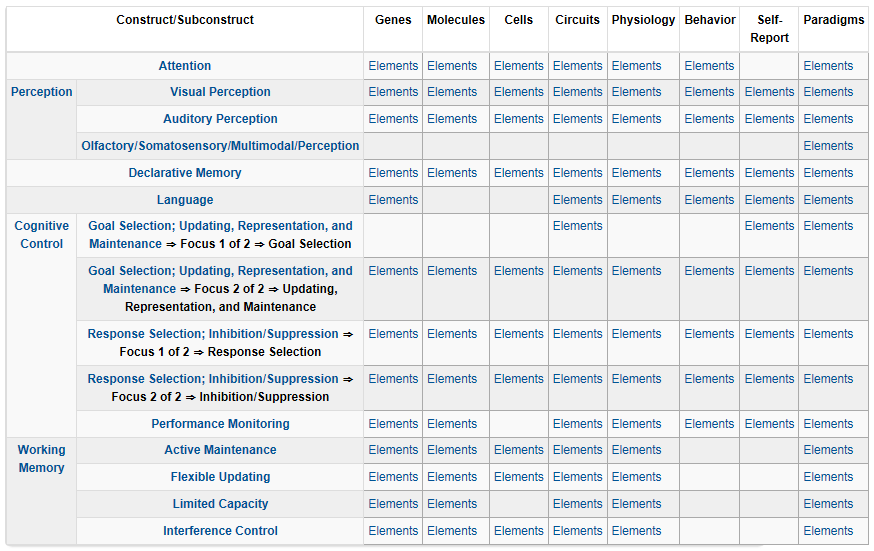 Construct/Subconstruct Genes Molecules Cells Circuits Physiology Behavior Self-Report Paradigms
Attention Elements Elements Elements Elements Elements Elements Elements
Perception Visual Perception Elements Elements Elements Elements Elements Elements Elements Elements
Auditory Perception Elements Elements Elements Elements Elements Elements Elements Elements
Olfactory/Somatosensory/Multimodal/Perception Elements
Declarative Memory Elements Elements Elements Elements Elements Elements Elements Elements
Language Elements Elements Elements Elements Elements Elements
Cognitive Control Goal Selection; Updating, Representation, and Elements Elements Elements
Maintenance ⇒ Focus 1 of 2 ⇒ Goal Selection
Goal Selection; Updating, Representation, and Elements Elements Elements Elements Elements Elements Elements Elements
Maintenance ⇒ Focus 2 of 2 ⇒ Updating,
Representation, and Maintenance
Response Selection; Inhibition/Suppression ⇒ Elements Elements Elements Elements Elements Elements Elements Elements
Focus 1 of 2 ⇒ Response Selection
Response Selection; Inhibition/Suppression ⇒ Elements Elements Elements Elements Elements Elements Elements Elements
Focus 2 of 2 ⇒ Inhibition/Suppression
Performance Monitoring Elements Elements Elements Elements Elements Elements Elements
Working Memory Active Maintenance Elements Elements Elements Elements Elements Elements
Flexible Updating Elements Elements Elements Elements Elements Elements
Limited Capacity Elements Elements Elements Elements Elements
Interference Control Elements Elements Elements Elements Elements Elements